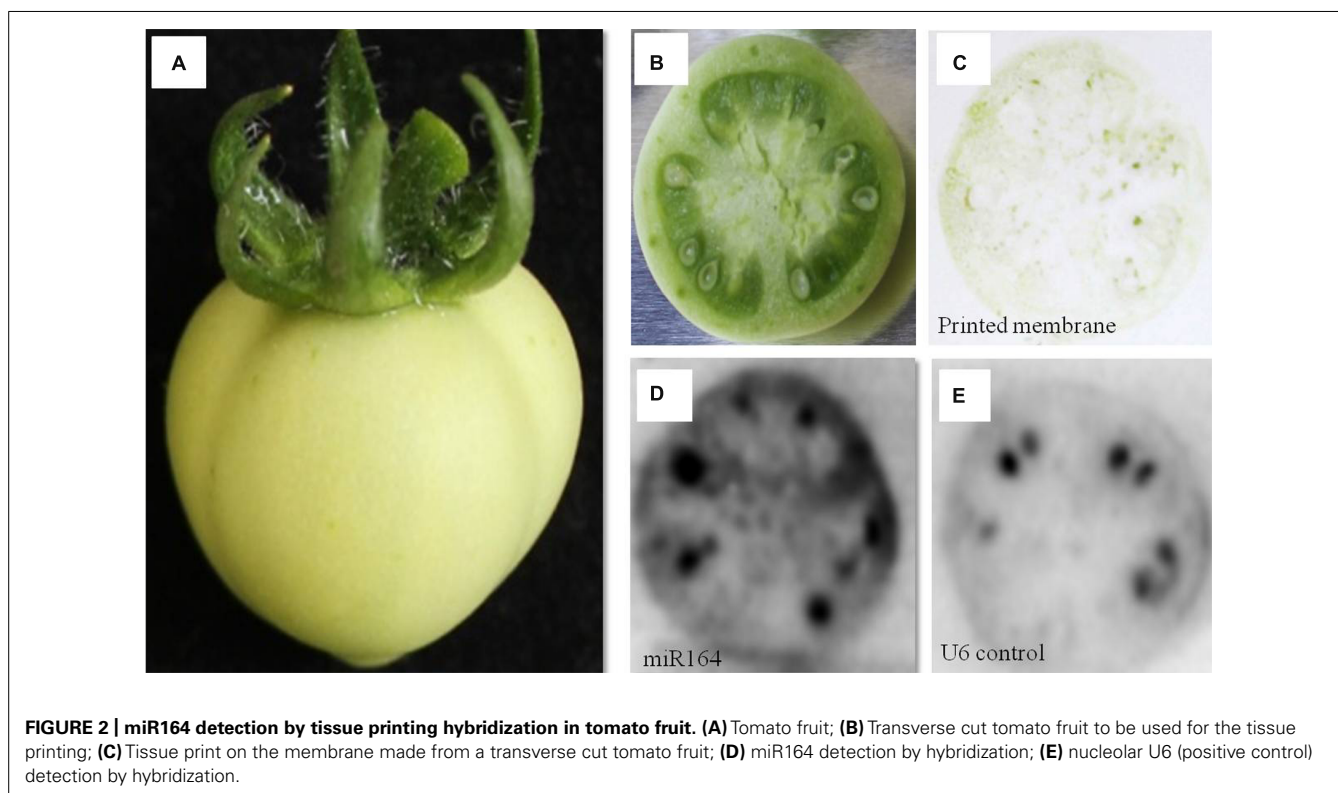 A
B
C
Printed membrane
D
miR164
E
U6 control
FIGURE 2 | miR164 detection by tissue printing hybridization in tomato fruit. (A) Tomato fruit; (B) Transverse cut tomato fruit to be used for the tissue
printing; (C) Tissue print on the membrane made from a transverse cut tomato fruit; (D) miR164 detection by hybridization; (E) nucleolar U6 (positive control)
detection by hybridization.